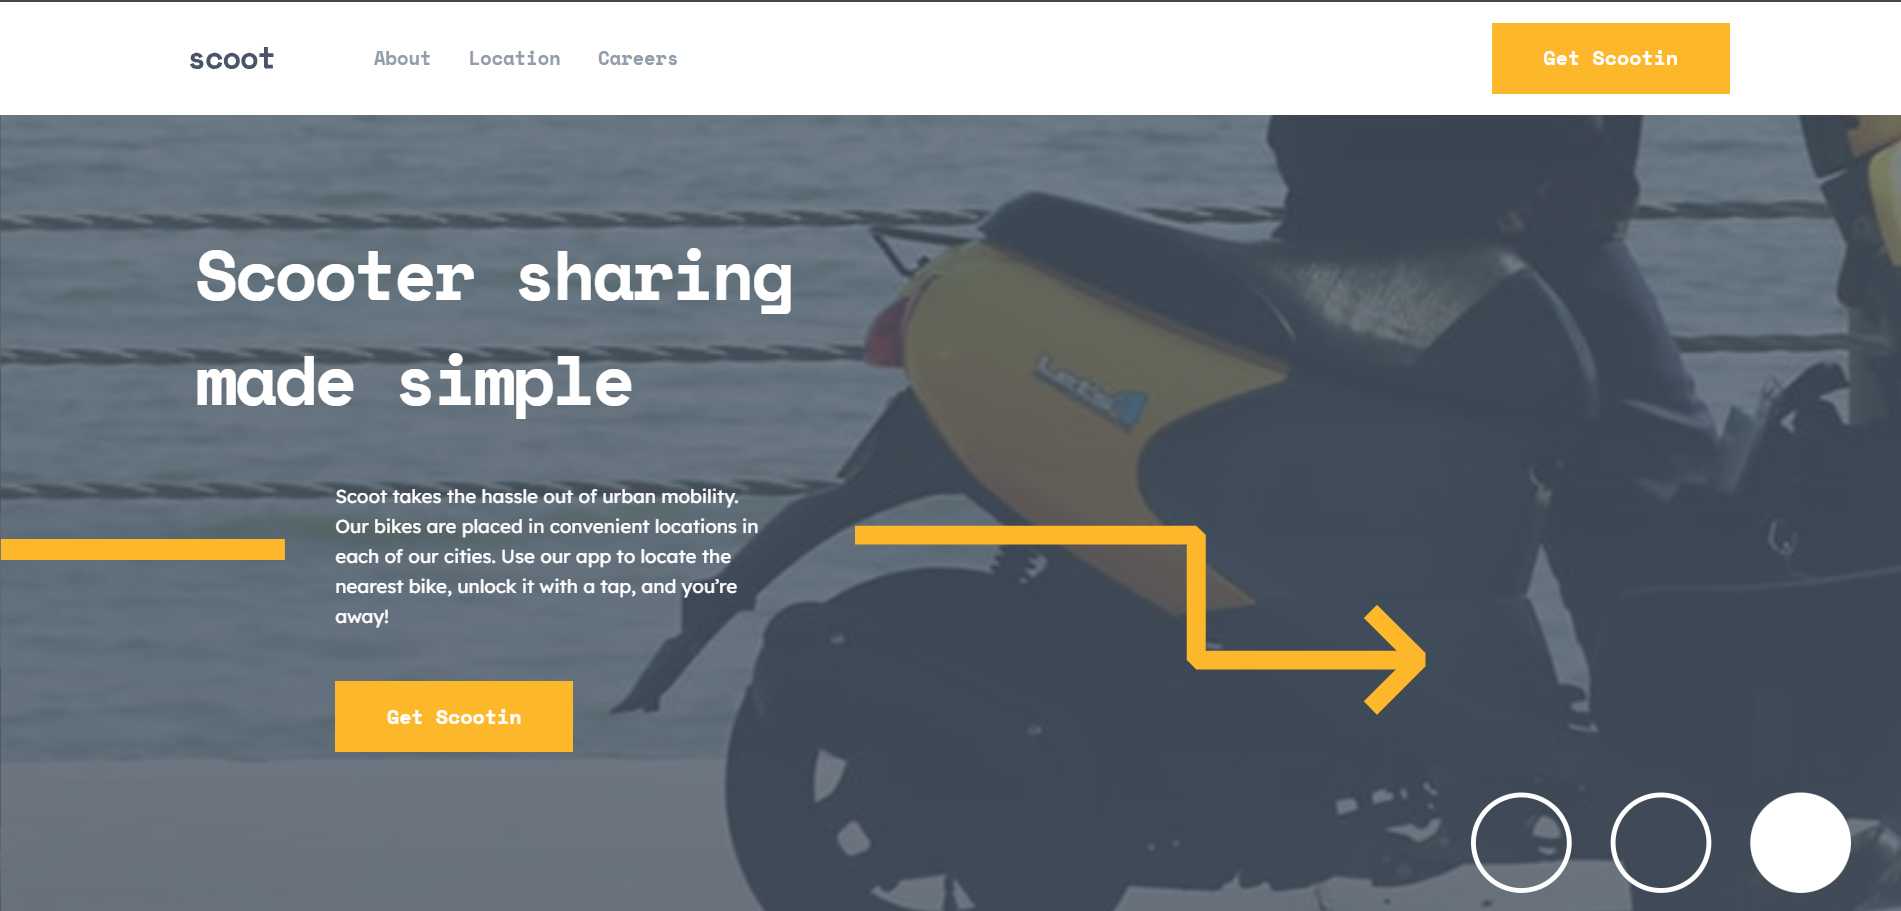 scoot
About
Location
Careers
Get Scootin
Scooter sharing
made simple
Scoot takes the hassle out of urban mobility.
Our bikes are placed in convenient locations in
each of our cities. Use our app to locate the
nearest bike, unlock it with a tap, and you’re
away!
Get Scootin